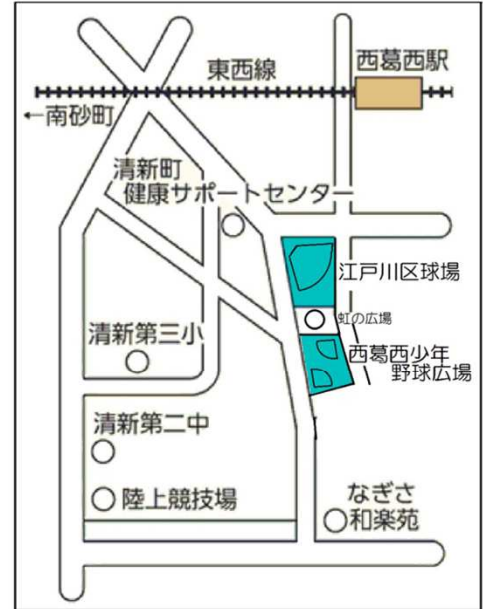 東西線
西葛西駅
←南砂町
清新町
健康サポートセンター
江戸川区球場
虹の広場
清新第三小
西葛西少年
野球広場
清新第二中
陸上競技場
なぎさ
和楽苑